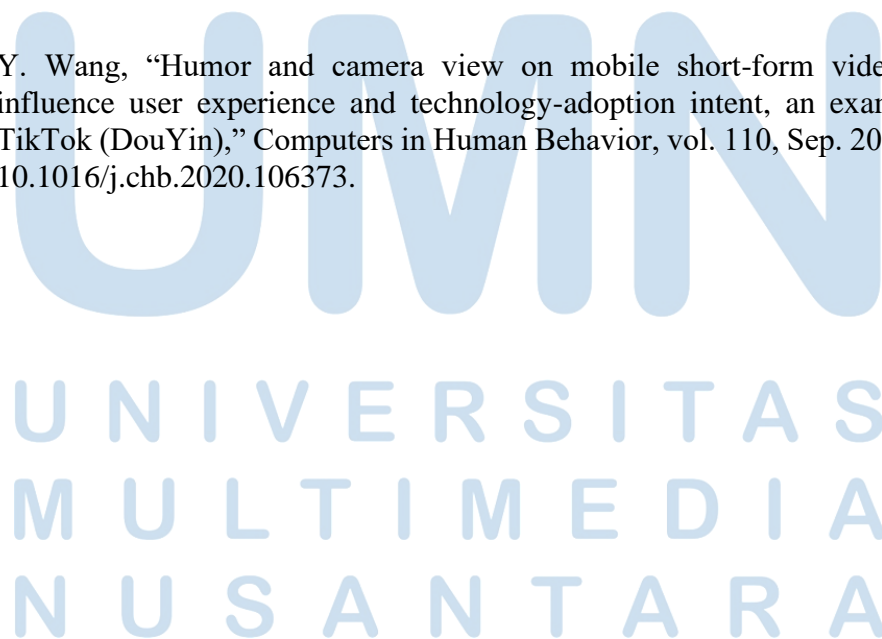 Y. Wang, “Humor and camera view on mobile short-form vide
influence user experience and technology-adoption intent, an exar
TikTok (DouYin),” Computers in Human Behavior, vol. 110, Sep. 20
10.1016/j.chb.2020.106373.
UMN
UNIVERSITAS
MULTIMEDIA
NUSANTARA